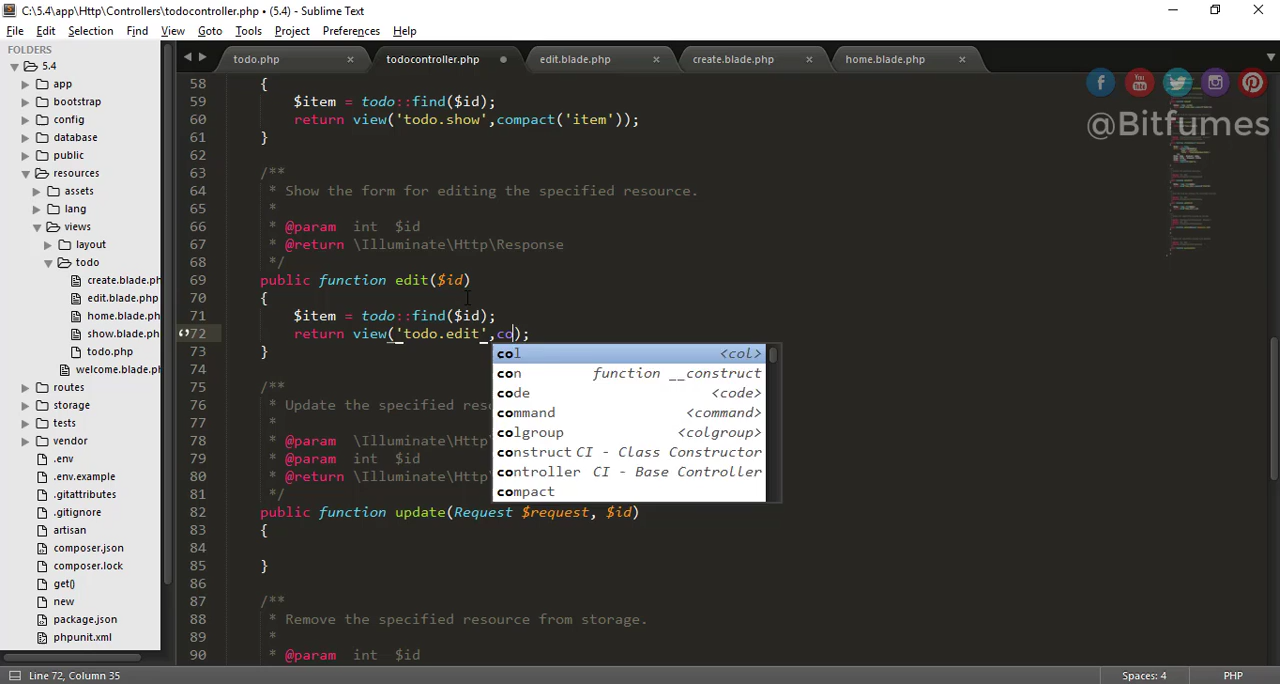 C:\5.4\app\Http\Controllers\todocontroller.php • (5.4) - Sublime Text
File Edit Selection Find View Goto Tools Project Preferences Help
FOLDERS
5.4
app
bootstrap
config
database
public
resources
assets
lang
views
layout
todo
create.blade.ph
edit.blade.php
home.blade.ph
show.blade.ph
todo.php
welcome.blade.ph
routes
storage
tests
vendor
.env
.env.example
.gitattributes
.gitignore
artisan
composer.json
composer.lock
get()
new
package.json
phpunit.xml
todo.php × todocontroller.php edit.blade.php × create.blade.php × home.blade.php ×
@Bitfumes
58 {
59 $item = todo::find($id);
60 return view('todo.show',compact('item'));
61 }
62
63 /**
64 * Show the form for editing the specified resource.
65 *
66 * @param int $id
67 * @return \Illuminate\Http\Response
68 */
69 public function edit($id)
70 {
71 $item = todo::find($id);
72 return view('todo.edit',co);
73 }
74
75 /**
76 * Update the specified reso
77 *
78 * @param \Illuminate\Http
79 * @param int $id
80 * @return \Illuminate\Http
81 */
82 public function update(Request $request, $id)
83 {
84
85 }
86
87 /**
88 * Remove the specified resource from storage.
89 *
90 * @param int $id
col <col>
con function __construct
code <code>
command <command>
colgroup <colgroup>
construct CI - Class Constructor
controller CI - Base Controller
compact
Line 72, Column 35
Spaces: 4
PHP